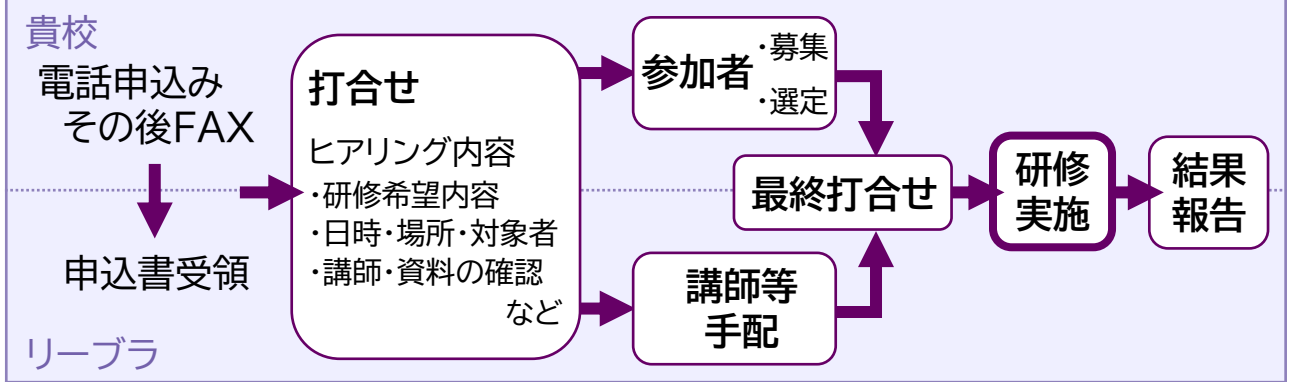 貴校
電話申込み
その後FAX
申込書受領
リーブラ
打合せ
ヒアリング内容
・研修希望内容
・日時・場所・対象者
・講師・資料の確認
など
参加者
・募集
・選定
講師等
手配
最終打合せ
研修
実施
結果
報告